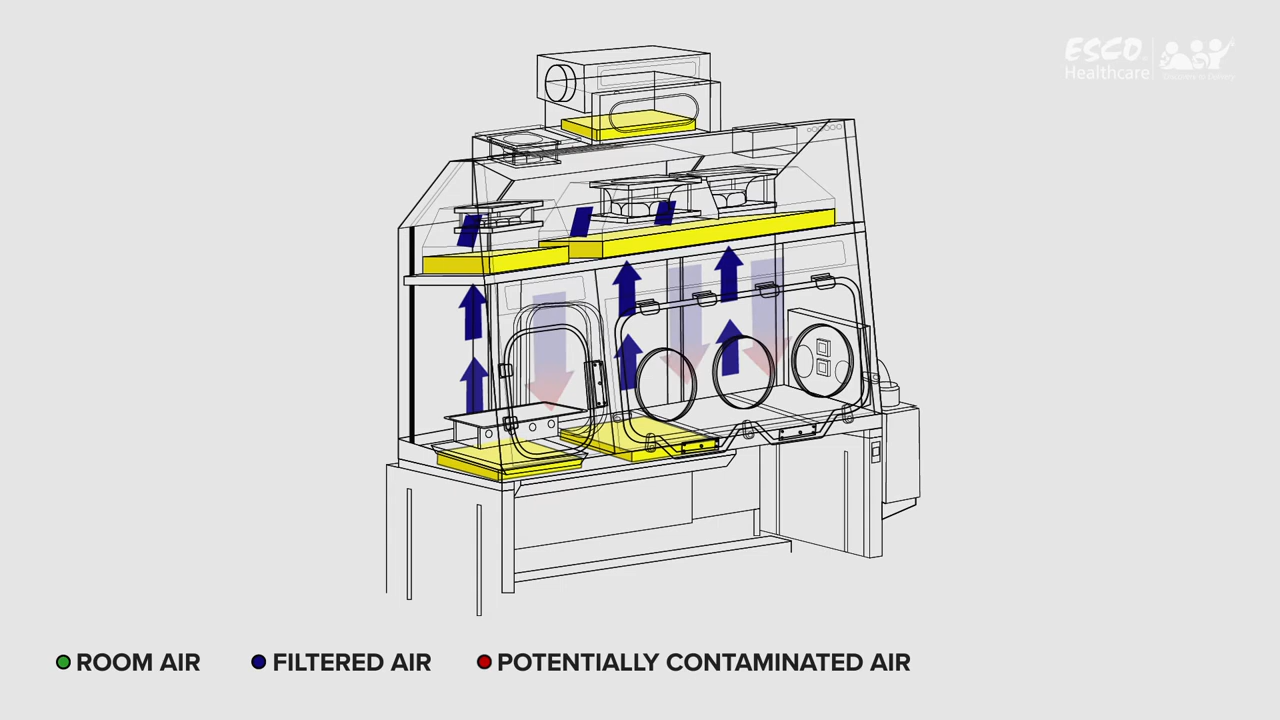 ESCO
Healthcare
ROOM AIR
FILTERED AIR
POTENTIALLY CONTAMINATED AIR